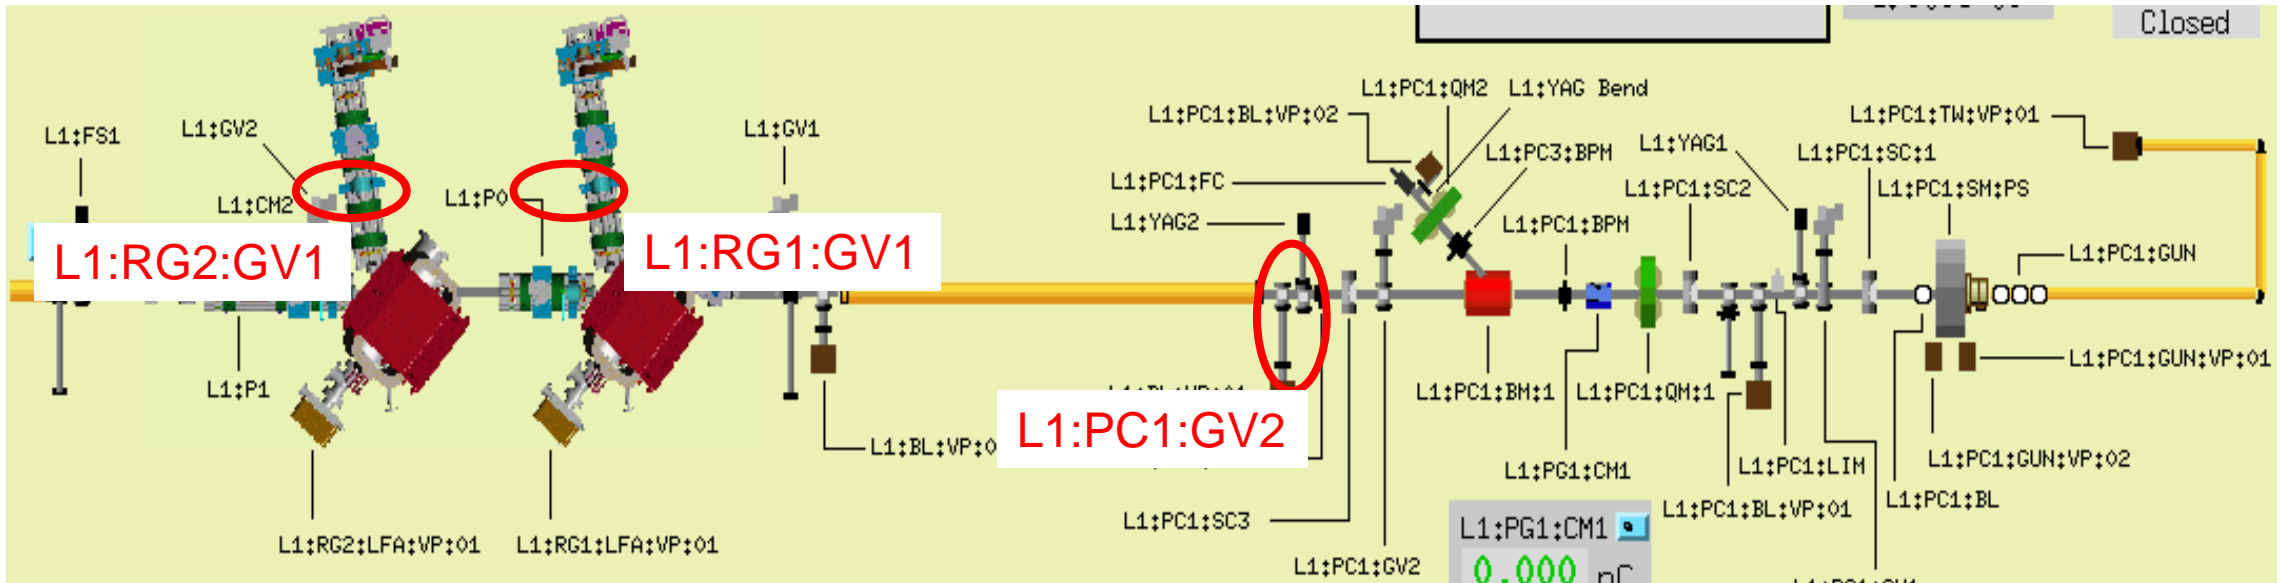 Closed
L1:PC1:QM2
L1:YAG Bend
L1:PC1:BL:VP:02
L1:PC1:TW:VP:01
L1:FS1
L1:GV2
L1:GV1
L1:PC3:BPM
L1:YAG1
L1:PC1:SC:1
L1:PC1:FC
L1:PC1:SC2
L1:PC1:SM:PS
L1:CM2
L1:P0
L1:YAG2
L1:PC1:BPM
L1:RG2:GV1
L1:RG1:GV1
L1:PC1:GUN
L1:PC1:GUN:VP:01
L1:P1
L1:PC1:BM:1
L1:PC1:QM:1
L1:PC1:GV2
L1:BL:VP:0
L1:PG1:CM1
L1:PC1:LIM
L1:PC1:GUN:VP:02
L1:PC1:BL
L1:PC1:BL:VP:01
L1:PC1:SC3
L1:PG1:CM1
L1:RG2:LFA:VP:01
L1:RG1:LFA:VP:01
L1:PC1:GV2
0.000 nC